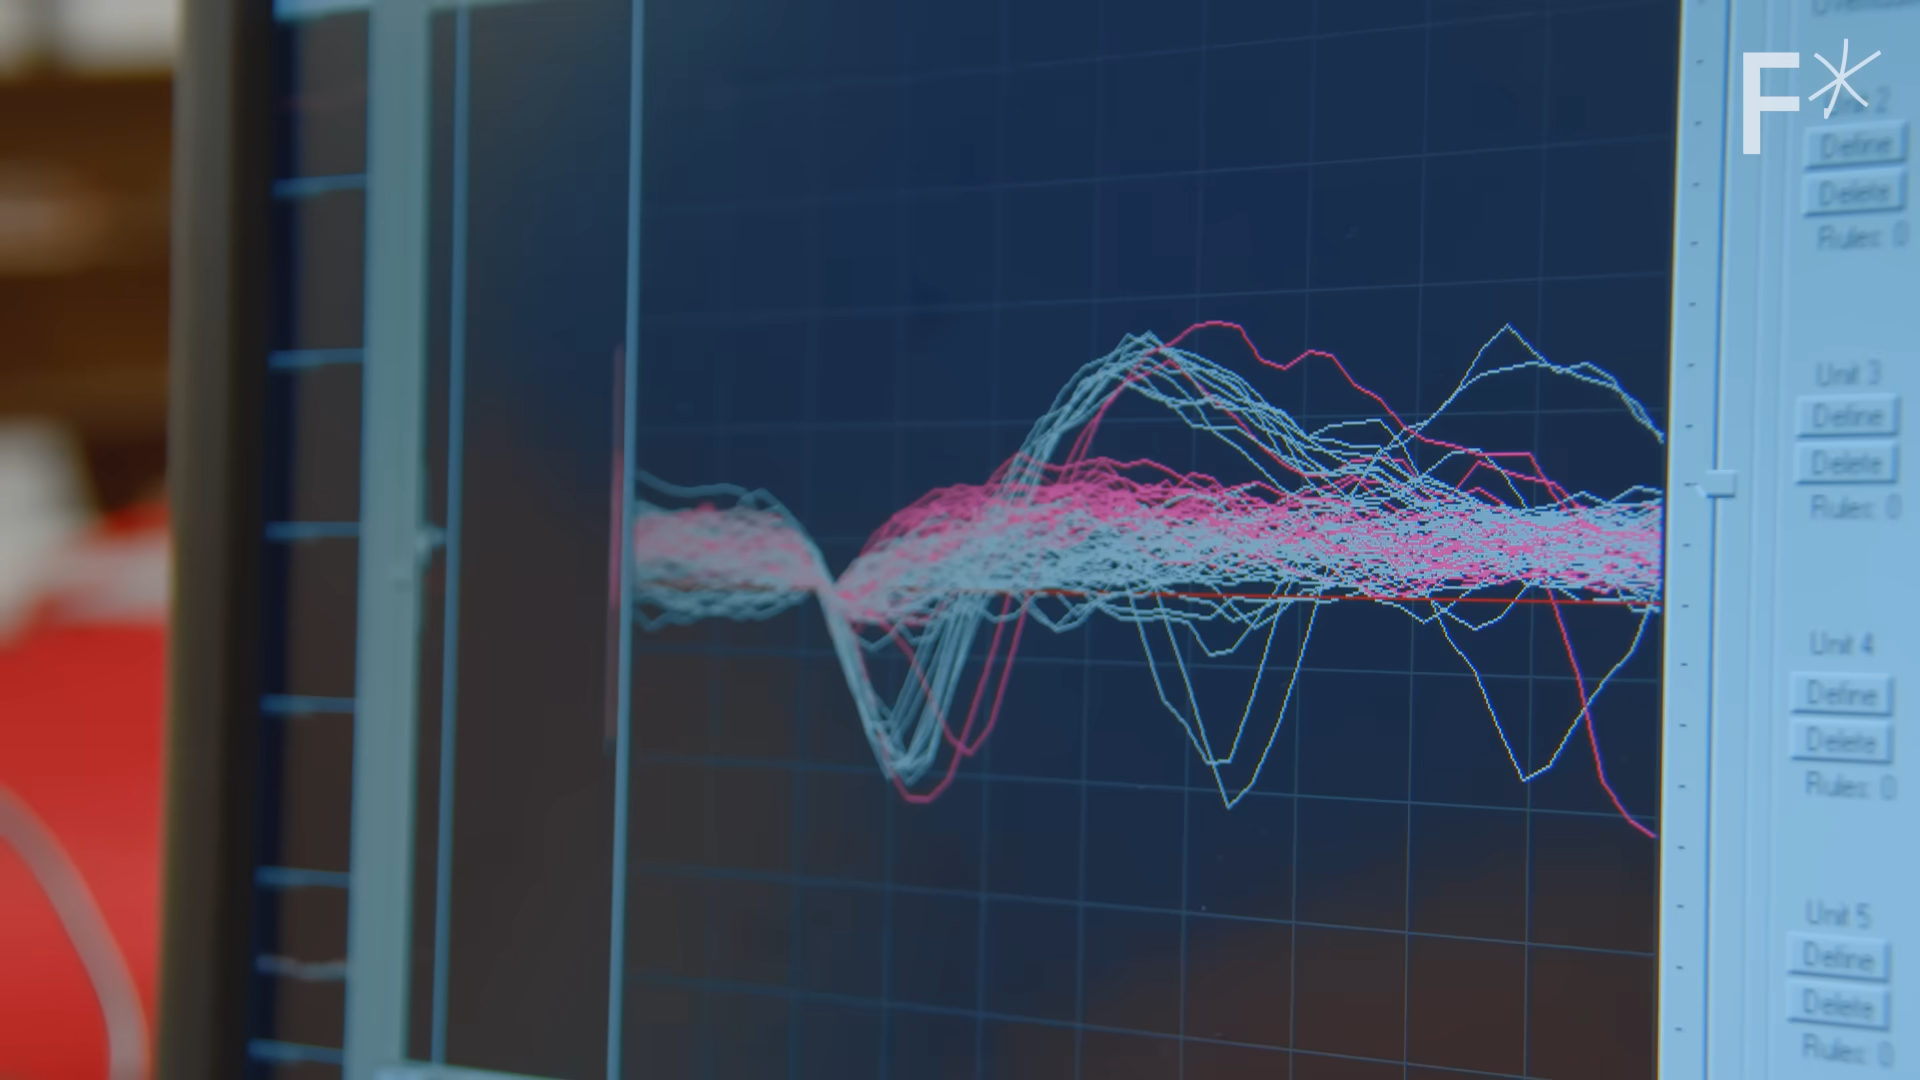 F*
Unit 2
Define
Delete
Rules: 0
Unit 3
Define
Delete
Rules: 0
Unit 4
Define
Delete
Rules: 0
Unit 5
Define
Delete
Rules: 0